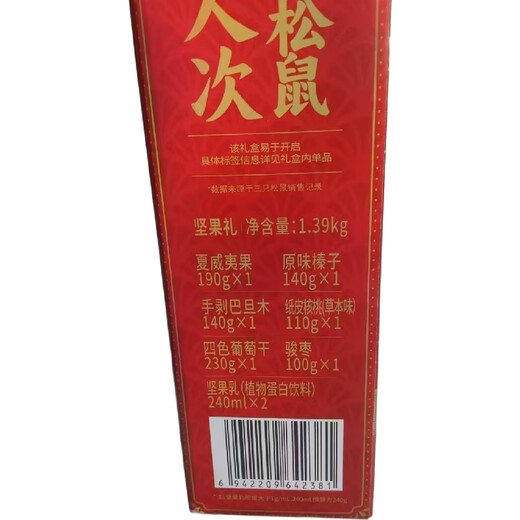 人次
松鼠
该礼盒易于开启
具体标签信息详见礼盒内单品
*数据来源于三只松鼠销售记录
坚果礼 净含量:1.39kg
夏威夷果 原味榛子
190g×1 140g×1
手剥巴旦木 纸皮核桃(草本味)
140g×1 110g×1
四色葡萄干 骏枣
230g×1 100g×1
坚果乳(植物蛋白饮料)
240ml×2
6 942209 642381